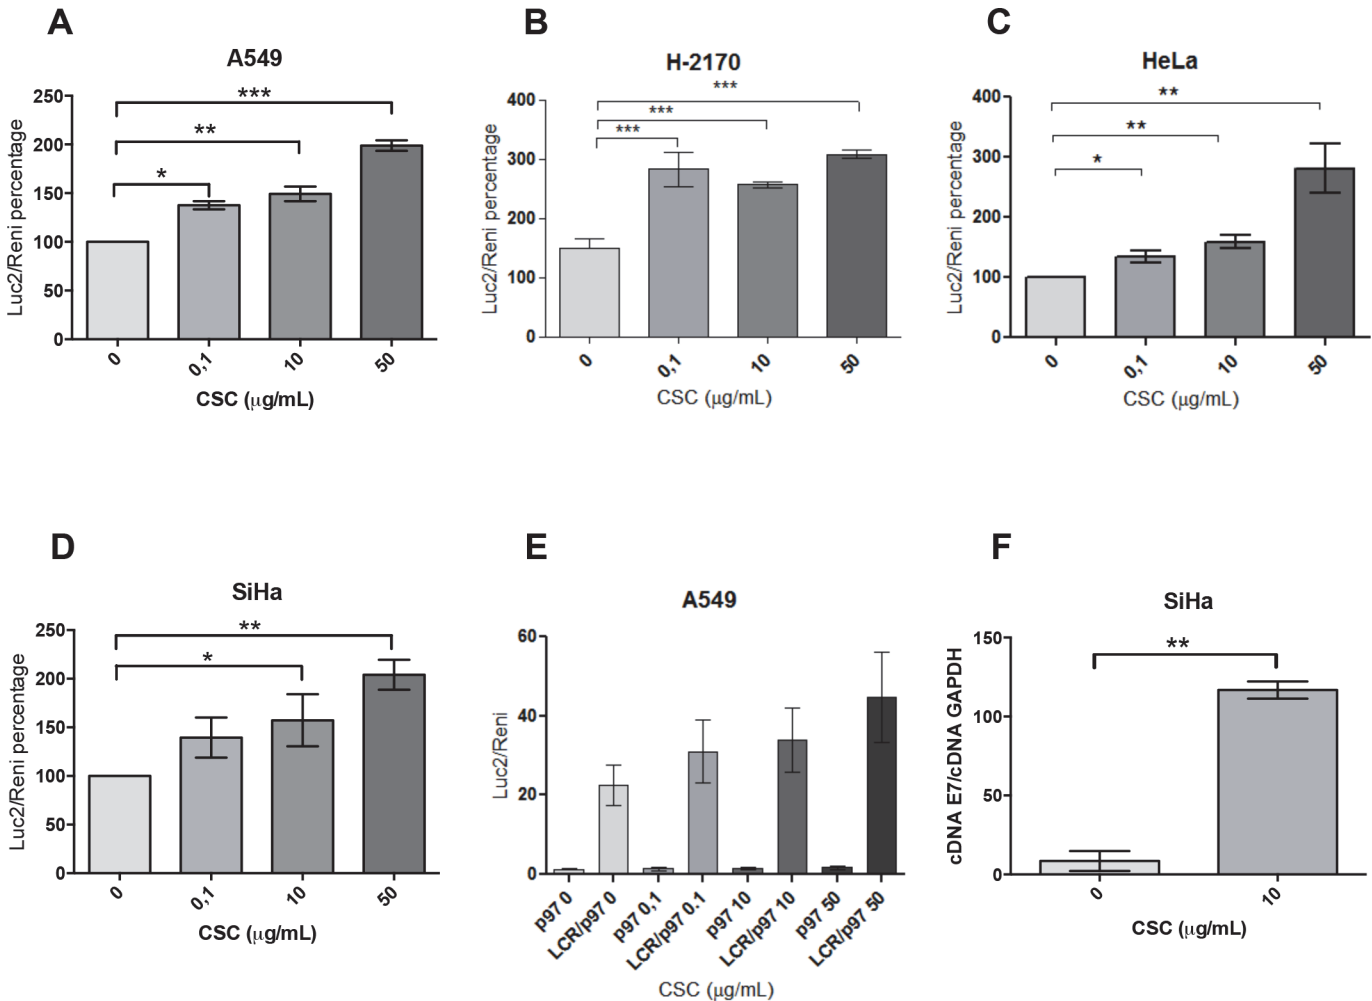 A
A549
***
**
*
250
200
150
100
50
0
Luc2/Reni percentage
0
0,1
10
50
CSC (μg/mL)
B
H-2170
***
***
***
400
300
200
100
0
Luc2/Reni percentage
0
0,1
10
50
CSC (μg/mL)
C
HeLa
**
**
*
400
300
200
100
0
Luc2/Reni percentage
0
0,1
10
50
CSC (μg/mL)
D
SiHa
**
*
250
200
150
100
50
0
Luc2/Reni percentage
0
0,1
10
50
CSC (μg/mL)
E
A549
60
40
20
0
Luc2/Reni
p97 0
LCR/p97 0
p97 0,1
LCR/p97 0.1
p97 10
LCR/p97 10
p97 50
LCR/p97 50
CSC (μg/mL)
F
SiHa
**
150
100
50
0
cDNA E7/cDNA GAPDH
0
10
CSC (μg/mL)